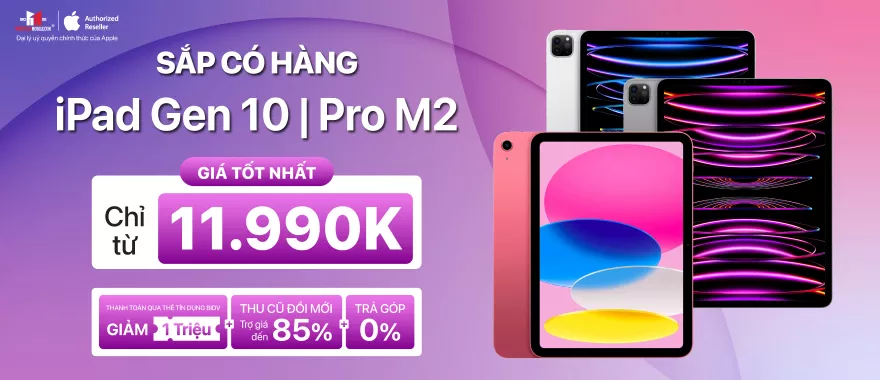 Authorized
Reseller
Đại lý uỷ quyền chính thức của Apple
SẮP CÓ HÀNG
iPad Gen 10 | Pro M2
GIÁ TỐT NHẤT
Chỉ từ
11.990K
THANH TOÁN QUA THẺ TÍN DỤNG BIDV
GIẢM 1 Triệu
+
THU CŨ ĐỔI MỚI
Trợ giá đến 85%
+
TRẢ GÓP
0%